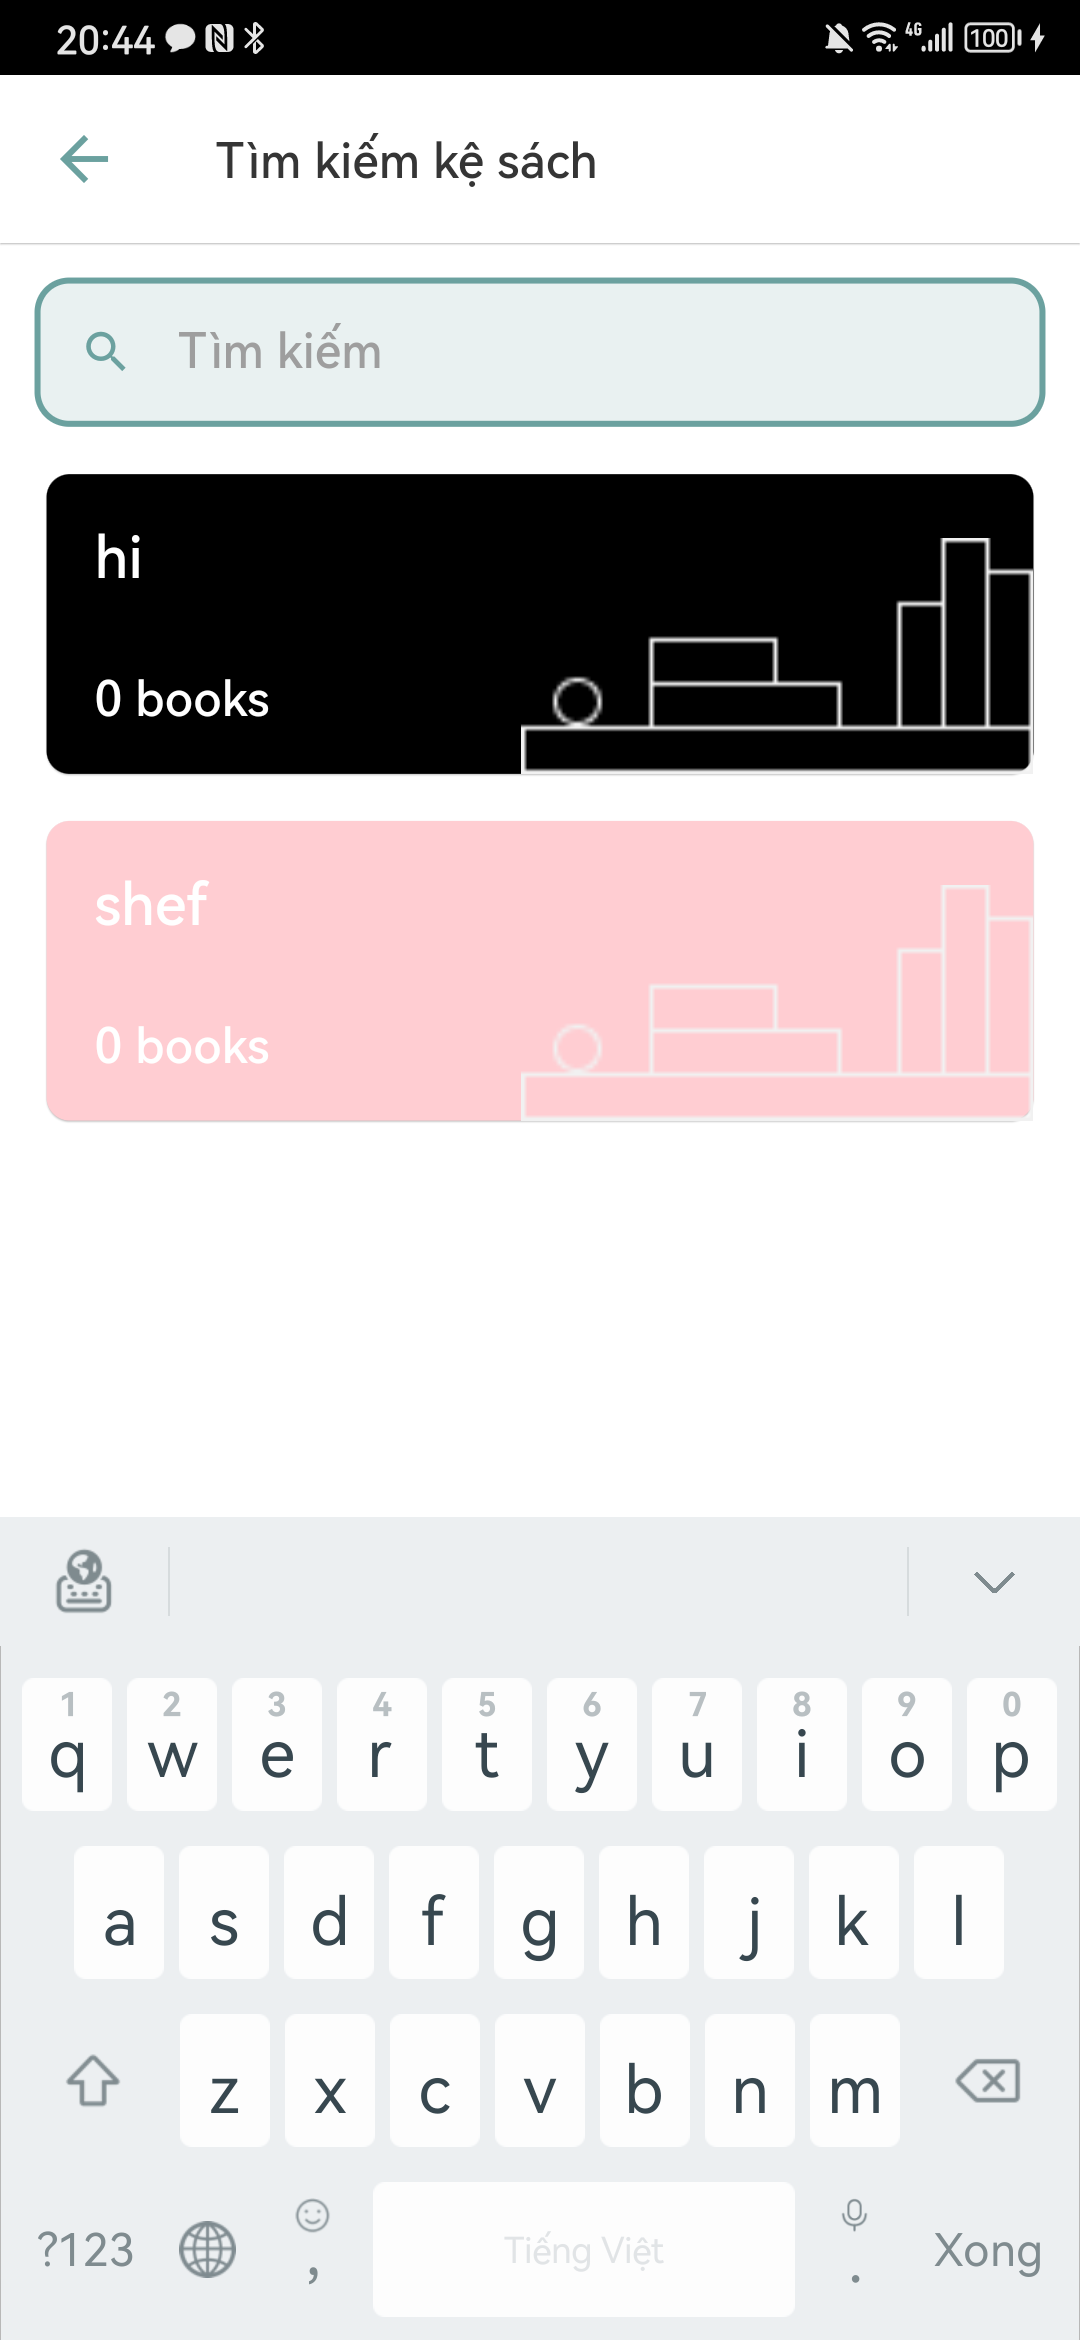 20:44 4G 100
Tìm kiếm kệ sách
Tìm kiếm
hi
0 books
shef
0 books
1 2 3 4 5 6 7 8 9 0
q w e r t y u i o p
a s d f g h j k l
z x c v b n m
?123 , Tiếng Việt . Xong